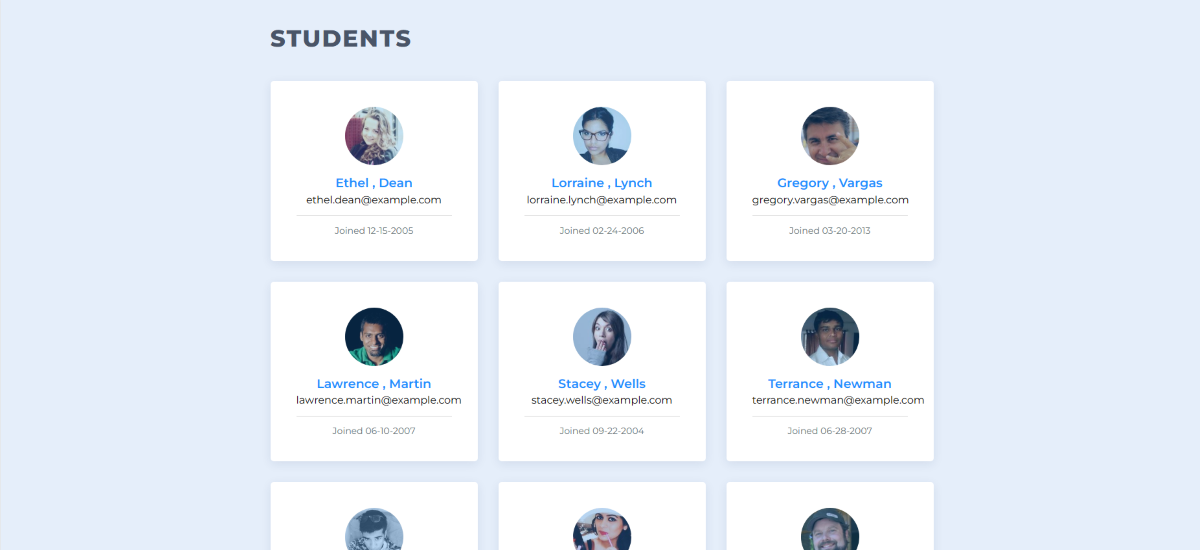 STUDENTS
Ethel , Dean
ethel.dean@example.com
Joined 12-15-2005
Lorraine , Lynch
lorraine.lynch@example.com
Joined 02-24-2006
Gregory , Vargas
gregory.vargas@example.com
Joined 03-20-2013
Lawrence , Martin
lawrence.martin@example.com
Joined 06-10-2007
Stacey , Wells
stacey.wells@example.com
Joined 09-22-2004
Terrance , Newman
terrance.newman@example.com
Joined 06-28-2007